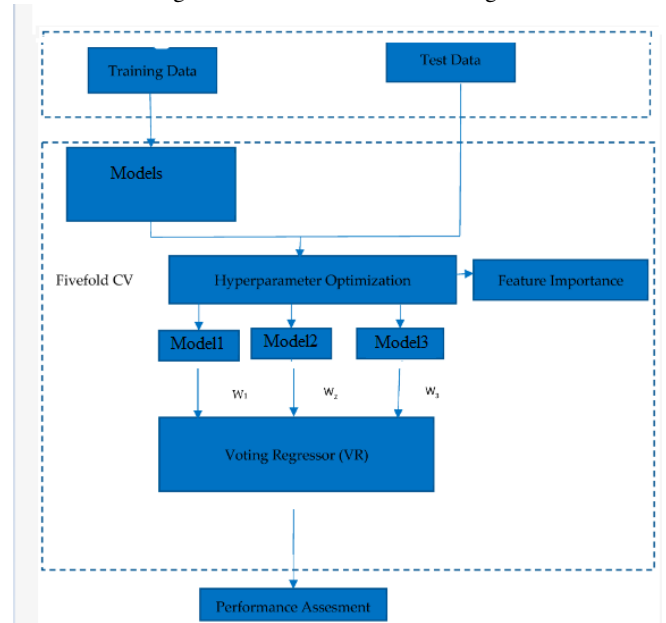 Training Data
Test Data
Models
Fivefold CV
Hyperparameter Optimization
Feature Importance
Model1
Model2
Model3
W₁
W₂
W₃
Voting Regressor (VR)
Performance Assesment